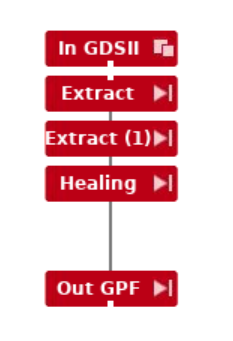 In GDSII
Extract
Extract (1)
Healing
Out GPF